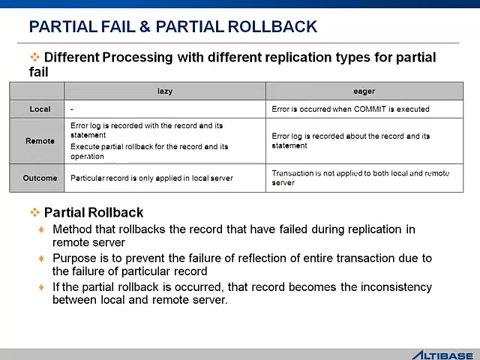 PARTIAL FAIL & PARTIAL ROLLBACK
Different Processing with different replication types for partial
fail
lazy
eager
Local
-
Error is occurred when COMMIT is executed
Remote
Error log is recorded with the record and its
statement
Execute partial rollback for the record and its
operation
Error log is recorded about the record and its
statement
Outcome
Particular record is only applied in local server
Transaction is not applied to both local and remote
server
Partial Rollback
Method that rollbacks the record that have failed during replication in
remote server
Purpose is to prevent the failure of reflection of entire transaction due to
the failure of particular record
If the partial rollback is occurred, that record becomes the inconsistency
between local and remote server.
ALTIBASE